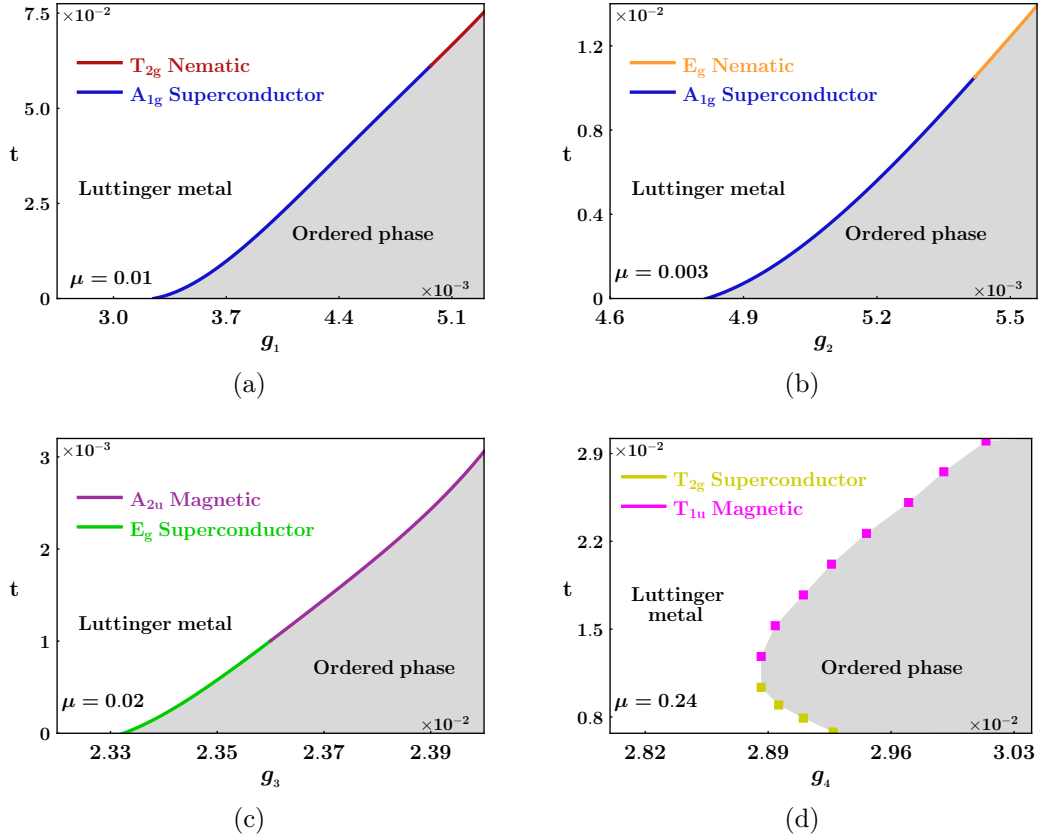 ×10⁻²
7.5
T₂g Nematic
A₁g Superconductor
5.0
t
Luttinger metal
2.5
Ordered phase
μ = 0.01
×10⁻³
0
3.0 3.7 4.4 5.1
g₁
(a)
×10⁻²
1.2
E_g Nematic
A₁g Superconductor
0.8
t
Luttinger metal
0.4
Ordered phase
μ = 0.003
×10⁻³
0
4.6 4.9 5.2 5.5
g₂
(b)
×10⁻³
3
A₂u Magnetic
E_g Superconductor
2
t
Luttinger metal
1
Ordered phase
μ = 0.02
×10⁻²
0
2.33 2.35 2.37 2.39
g₃
(c)
×10⁻²
2.9
T₂g Superconductor
T₁u Magnetic
2.2
t
Luttinger
metal
1.5
Ordered phase
μ = 0.24
×10⁻²
0.8
2.82 2.89 2.96 3.03
g₄
(d)